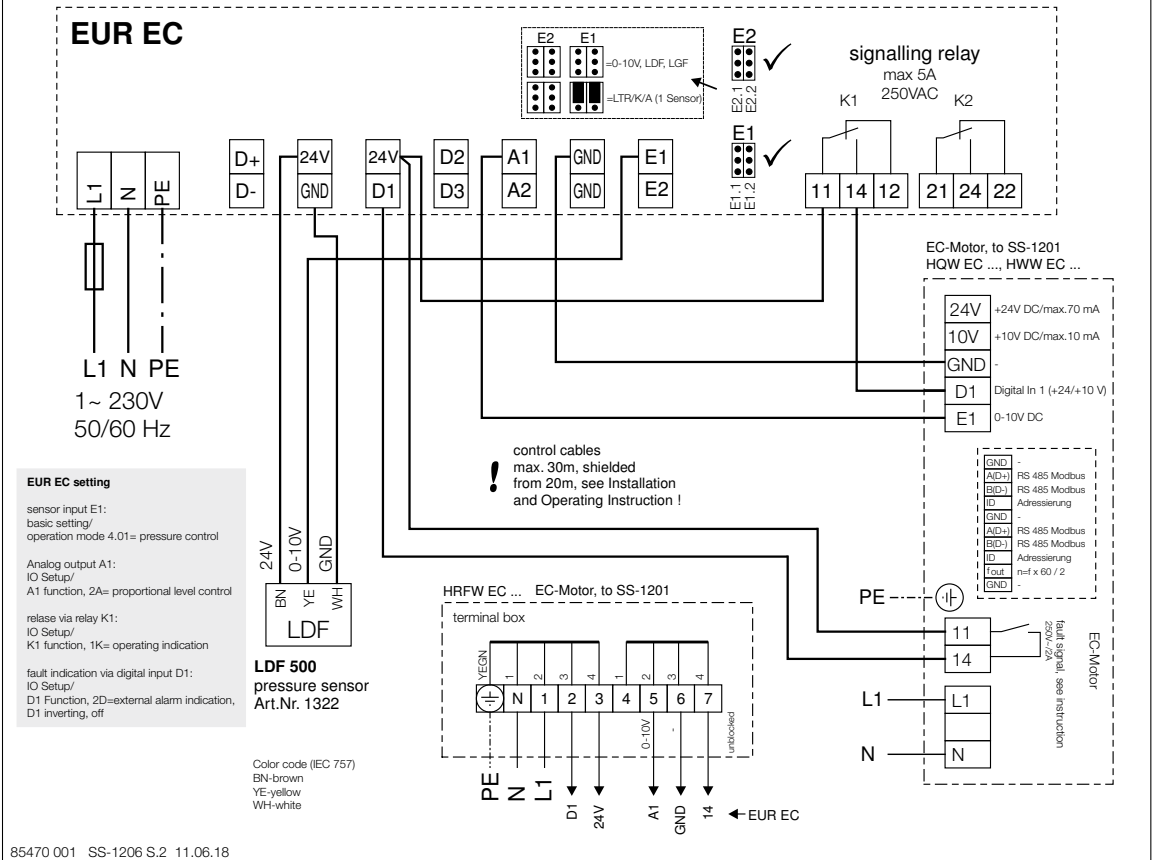 EUR EC
E2 E1
=0-10V, LDF, LGF
=LTR/K/A (1 Sensor)
E2
E2.1
E2.2
E1
E1.1
E1.2
signalling relay
max 5A
250VAC
K1 K2
L1 N PE
D+ 24V 24V D2 A1 GND E1
D- GND D1 D3 A2 GND E2
11 14 12 21 24 22
L1 N PE
1~ 230V
50/60 Hz
EC-Motor, to SS-1201
HQW EC ..., HWW EC ...
24V +24V DC/max.70 mA
10V +10V DC/max.10 mA
GND -
D1 Digital In 1 (+24/+10 V)
E1 0-10V DC
GND -
A(D+) RS 485 Modbus
B(D-) RS 485 Modbus
ID Adressierung
GND -
A(D+) RS 485 Modbus
B(D-) RS 485 Modbus
ID Adressierung
f out n=f x 60 / 2
GND -
PE
11
14
fault signal, see instruction
250V~/2A
EC-Motor
L1 L1
N N
! control cables
max. 30m, shielded
from 20m, see Installation
and Operating Instruction !
EUR EC setting
sensor input E1:
basic setting/
operation mode 4.01= pressure control
Analog output A1:
IO Setup/
A1 function, 2A= proportional level control
relase via relay K1:
IO Setup/
K1 function, 1K= operating indication
fault indication via digital input D1:
IO Setup/
D1 Function, 2D=external alarm indication,
D1 inverting, off
24V 0-10V GND
BN YE WH
LDF
LDF 500
pressure sensor
Art.Nr. 1322
Color code (IEC 757)
BN-brown
YE-yellow
WH-white
HRFW EC ... EC-Motor, to SS-1201
terminal box
YEGN 1 2 3 4 4 2 3 4
N 1 2 3 4 5 6 7
0-10V - unblocked
PE N L1 D1 24V A1 GND 14 EUR EC
85470 001 SS-1206 S.2 11.06.18